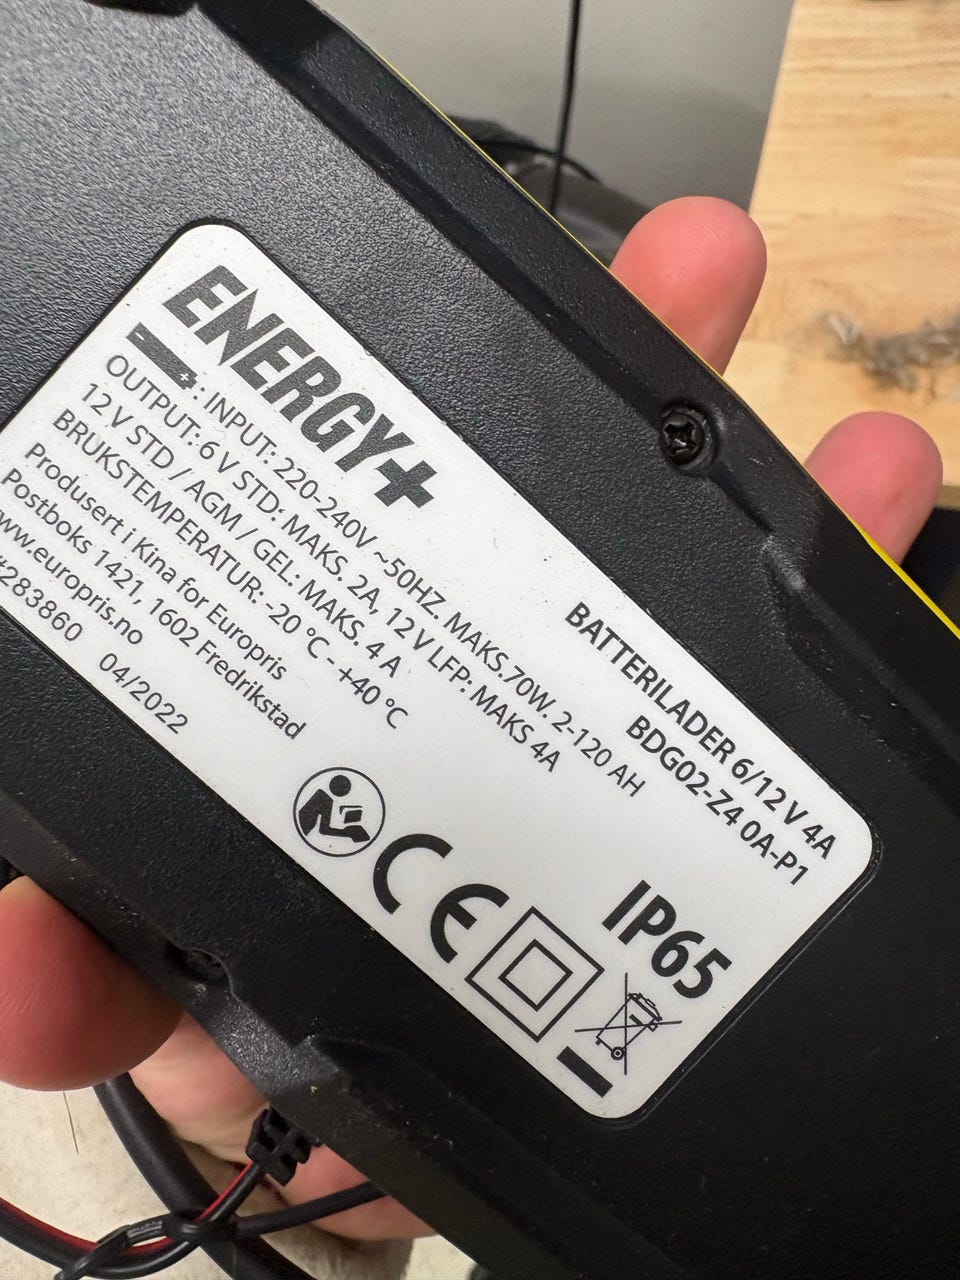 ENERGY+
BATTERILADER 6/12 V 4A
BDG02-Z4 0A-P1
: INPUT: 220-240V ~50HZ. MAKS.70W. 2-120 AH
OUTPUT: 6 V STD: MAKS. 2A, 12 V LFP: MAKS 4A
12 V STD / AGM / GEL: MAKS. 4 A
BRUKSTEMPERATUR: -20 °C - +40 °C
Produsert i Kina for Europris
Postboks 1421, 1602 Fredrikstad
www.europris.no
#283860 04/2022
CE
IP65